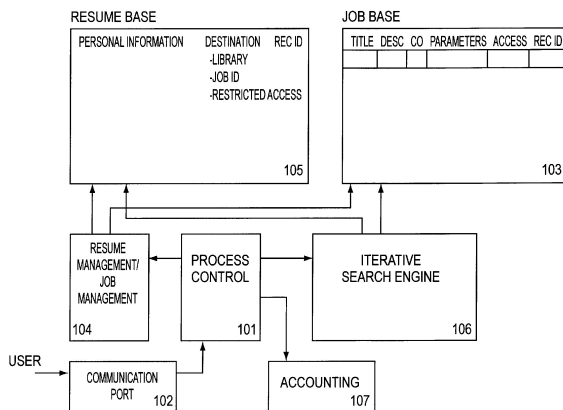 RESUME BASE
PERSONAL INFORMATION DESTINATION REC ID
-LIBRARY
-JOB ID
-RESTRICTED ACCESS
105
JOB BASE
TITLE DESC CO PARAMETERS ACCESS REC ID
103
RESUME
MANAGEMENT/
JOB
MANAGEMENT
104
PROCESS
CONTROL
101
ITERATIVE
SEARCH ENGINE
106
USER
COMMUNICATION
PORT
102
ACCOUNTING
107